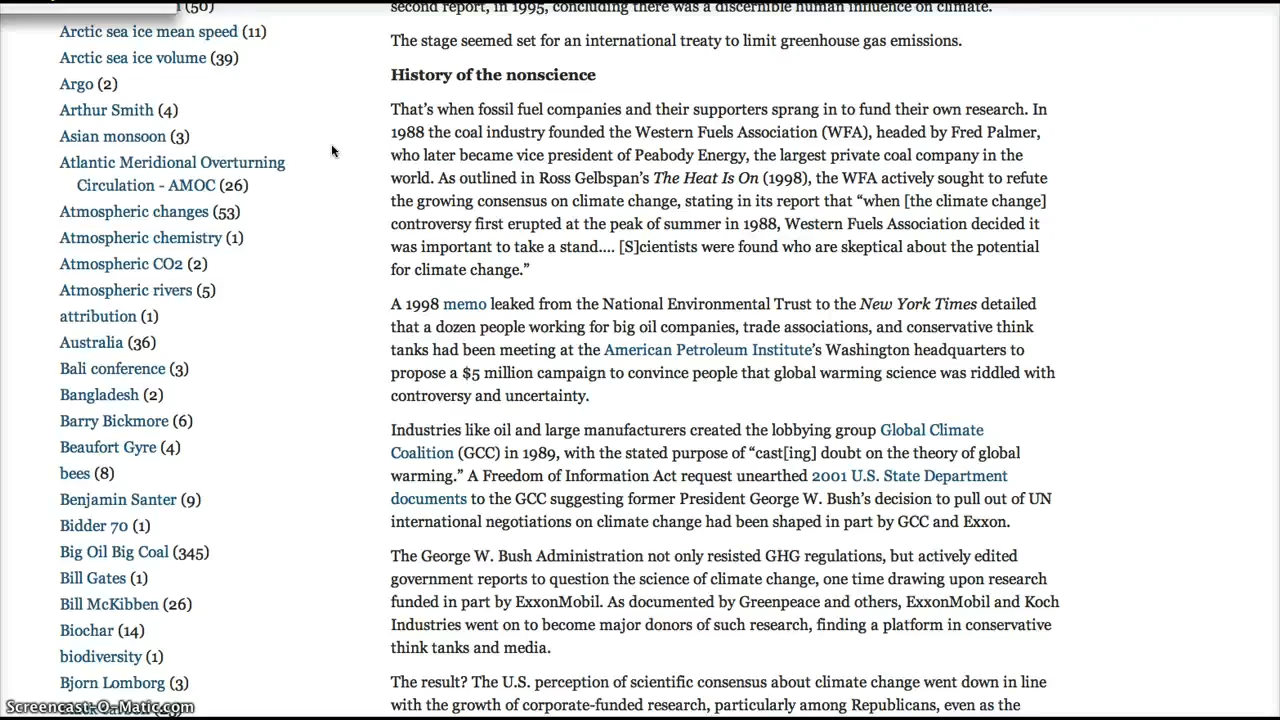 (50)
Arctic sea ice mean speed (11)
Arctic sea ice volume (39)
Argo (2)
Arthur Smith (4)
Asian monsoon (3)
Atlantic Meridional Overturning
Circulation - AMOC (26)
Atmospheric changes (53)
Atmospheric chemistry (1)
Atmospheric CO2 (2)
Atmospheric rivers (5)
attribution (1)
Australia (36)
Bali conference (3)
Bangladesh (2)
Barry Bickmore (6)
Beaufort Gyre (4)
bees (8)
Benjamin Santer (9)
Bidder 70 (1)
Big Oil Big Coal (345)
Bill Gates (1)
Bill McKibben (26)
Biochar (14)
biodiversity (1)
Bjorn Lomborg (3)
second report, in 1995, concluding there was a discernible human influence on climate.
The stage seemed set for an international treaty to limit greenhouse gas emissions.
History of the nonscience
That's when fossil fuel companies and their supporters sprang in to fund their own research. In
1988 the coal industry founded the Western Fuels Association (WFA), headed by Fred Palmer,
who later became vice president of Peabody Energy, the largest private coal company in the
world. As outlined in Ross Gelbspan's The Heat Is On (1998), the WFA actively sought to refute
the growing consensus on climate change, stating in its report that “when [the climate change]
controversy first erupted at the peak of summer in 1988, Western Fuels Association decided it
was important to take a stand…. [S]cientists were found who are skeptical about the potential
for climate change.”
A 1998 memo leaked from the National Environmental Trust to the New York Times detailed
that a dozen people working for big oil companies, trade associations, and conservative think
tanks had been meeting at the American Petroleum Institute's Washington headquarters to
propose a $5 million campaign to convince people that global warming science was riddled with
controversy and uncertainty.
Industries like oil and large manufacturers created the lobbying group Global Climate
Coalition (GCC) in 1989, with the stated purpose of “cast[ing] doubt on the theory of global
warming.” A Freedom of Information Act request unearthed 2001 U.S. State Department
documents to the GCC suggesting former President George W. Bush's decision to pull out of UN
international negotiations on climate change had been shaped in part by GCC and Exxon.
The George W. Bush Administration not only resisted GHG regulations, but actively edited
government reports to question the science of climate change, one time drawing upon research
funded in part by ExxonMobil. As documented by Greenpeace and others, ExxonMobil and Koch
Industries went on to become major donors of such research, finding a platform in conservative
think tanks and media.
The result? The U.S. perception of scientific consensus about climate change went down in line
with the growth of corporate-funded research, particularly among Republicans, even as the
Screencast-O-Matic.com